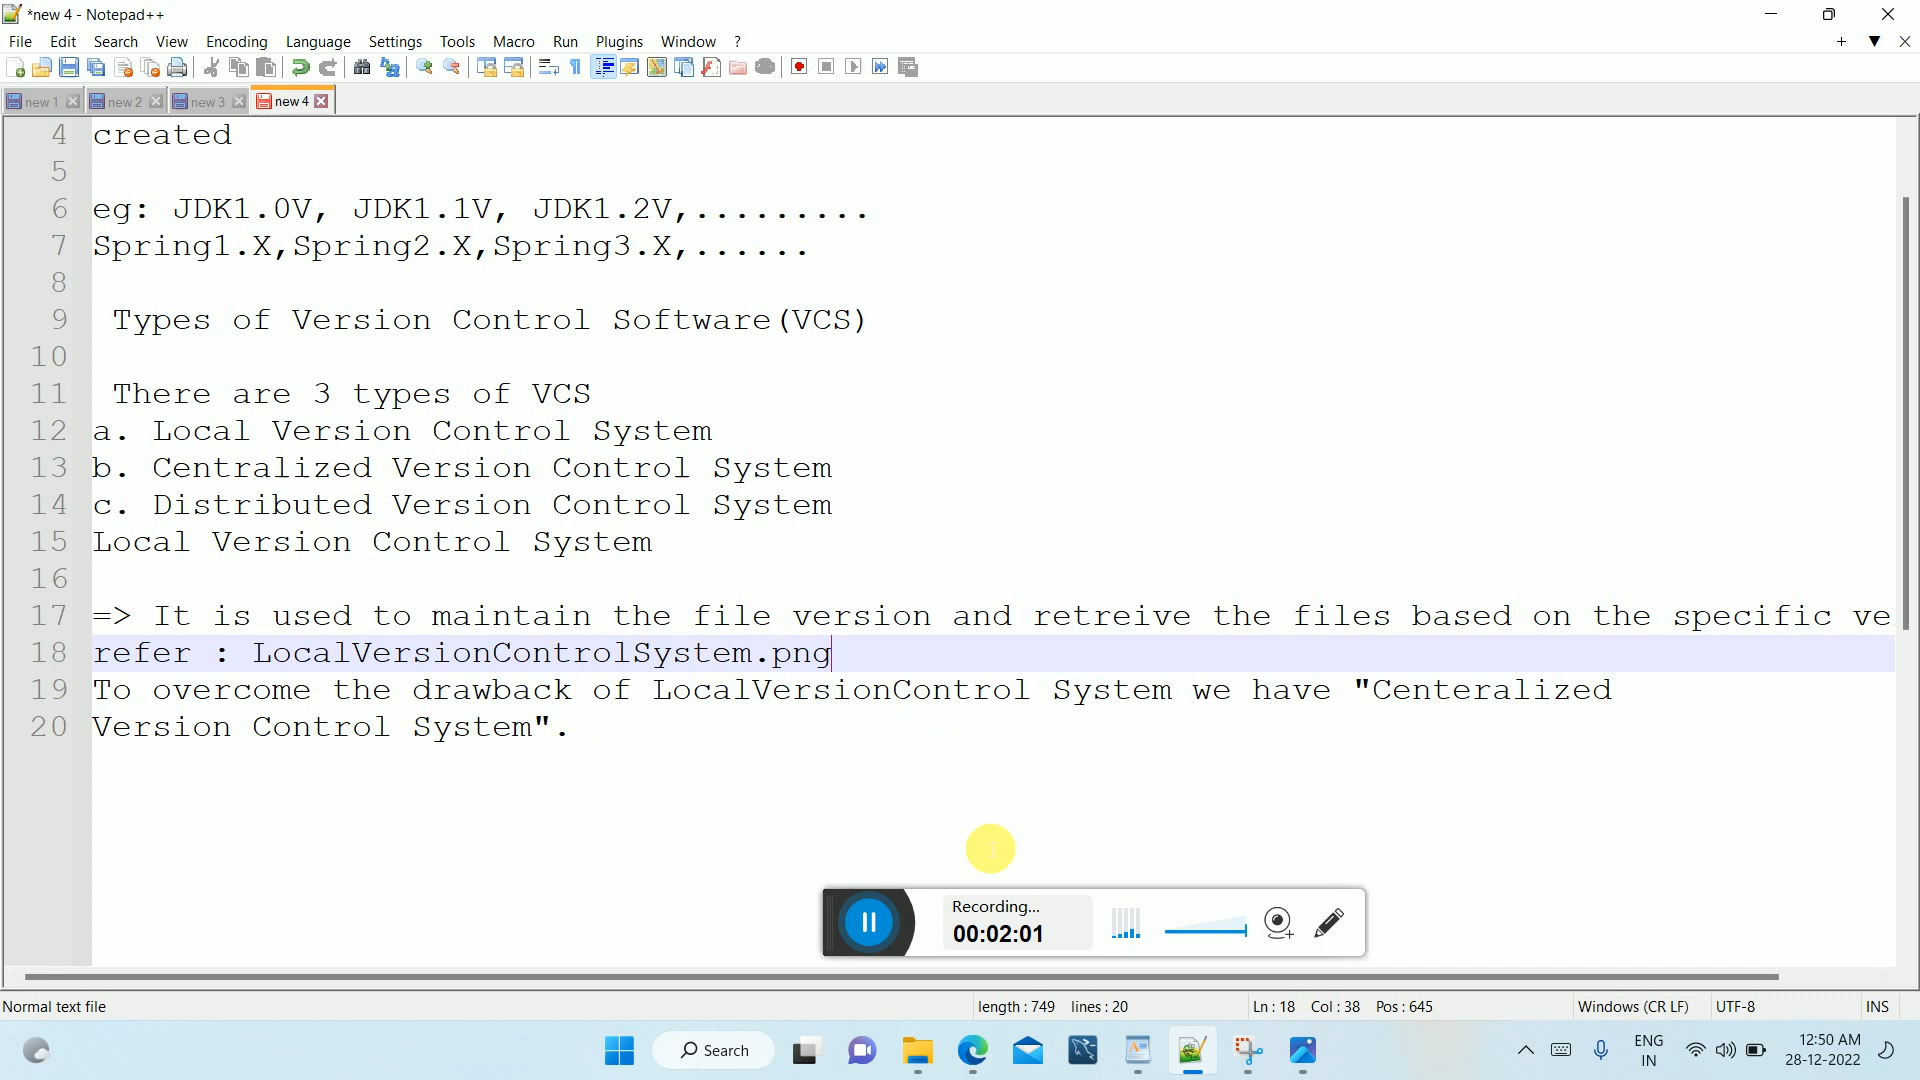 *new 4 - Notepad++
File Edit Search View Encoding Language Settings Tools Macro Run Plugins Window ?
new 1 new 2 new 3 new 4
4 created
5
6 eg: JDK1.0V, JDK1.1V, JDK1.2V,.........
7 Spring1.X,Spring2.X,Spring3.X,......
8
9 Types of Version Control Software(VCS)
10
11 There are 3 types of VCS
12 a. Local Version Control System
13 b. Centralized Version Control System
14 c. Distributed Version Control System
15 Local Version Control System
16
17 => It is used to maintain the file version and retreive the files based on the specific ve
18 refer : LocalVersionControlSystem.png
19 To overcome the drawback of LocalVersionControl System we have "Centeralized
20 Version Control System".
Recording...
00:02:01
Normal text file length : 749 lines : 20 Ln : 18 Col : 38 Pos : 645 Windows (CR LF) UTF-8 INS
Search
ENG
IN
12:50 AM
28-12-2022